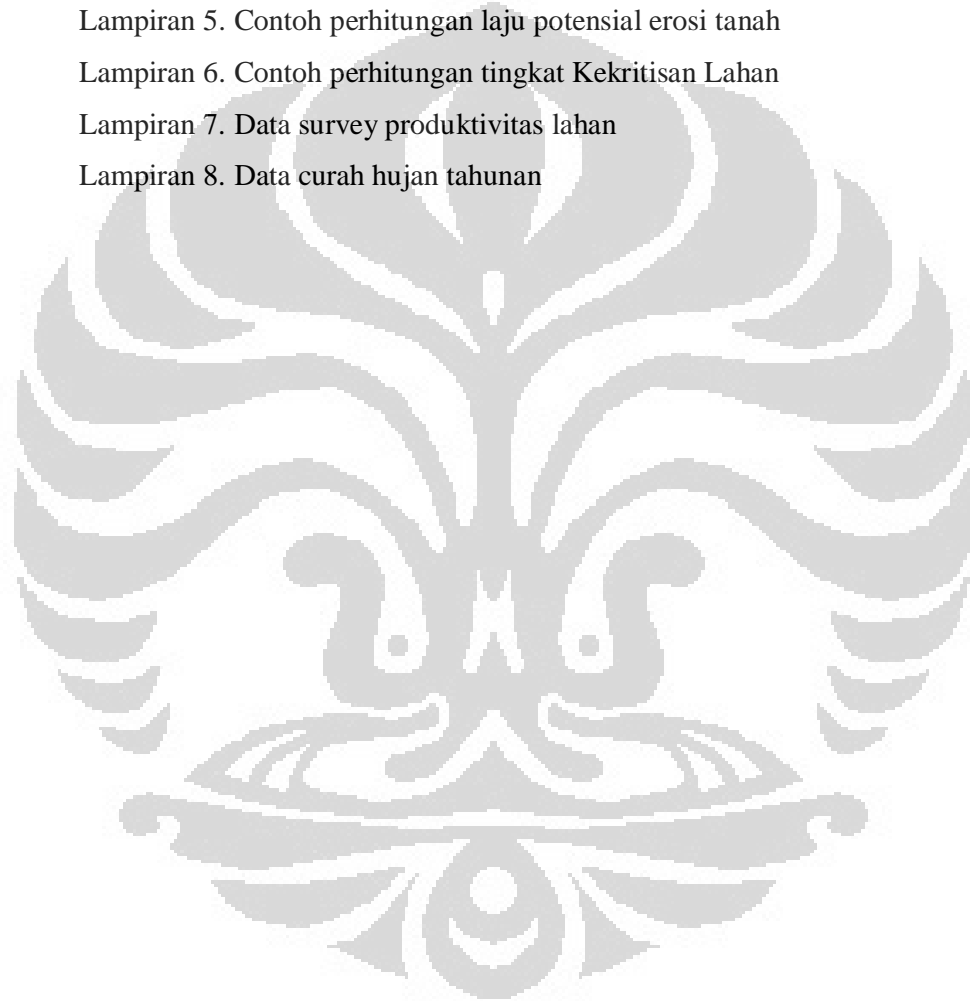 Lampiran 5. Contoh perhitungan laju potensial erosi tanah
Lampiran 6. Contoh perhitungan tingkat Kekritisan Lahan
Lampiran 7. Data survey produktivitas lahan
Lampiran 8. Data curah hujan tahunan